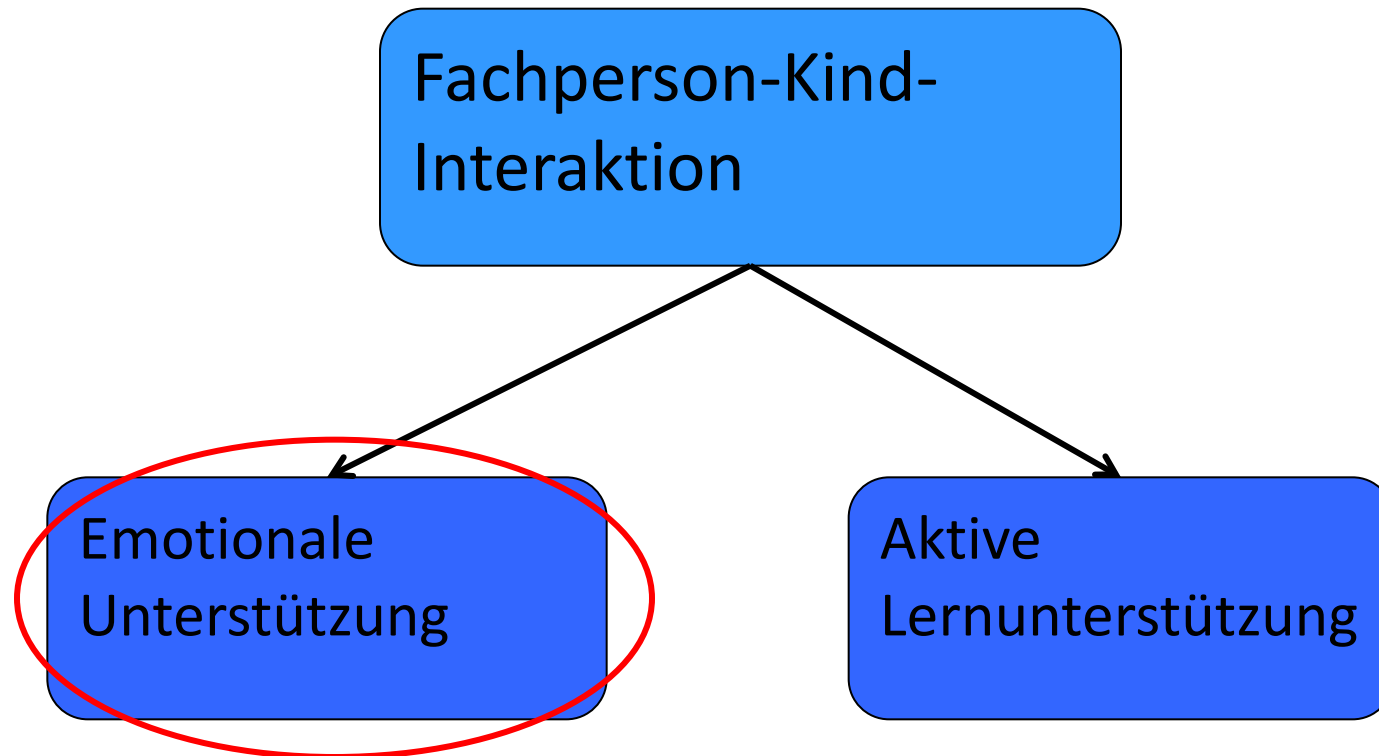 Fachperson-Kind-
Interaktion
Emotionale
Unterstützung
Aktive
Lernunterstützung